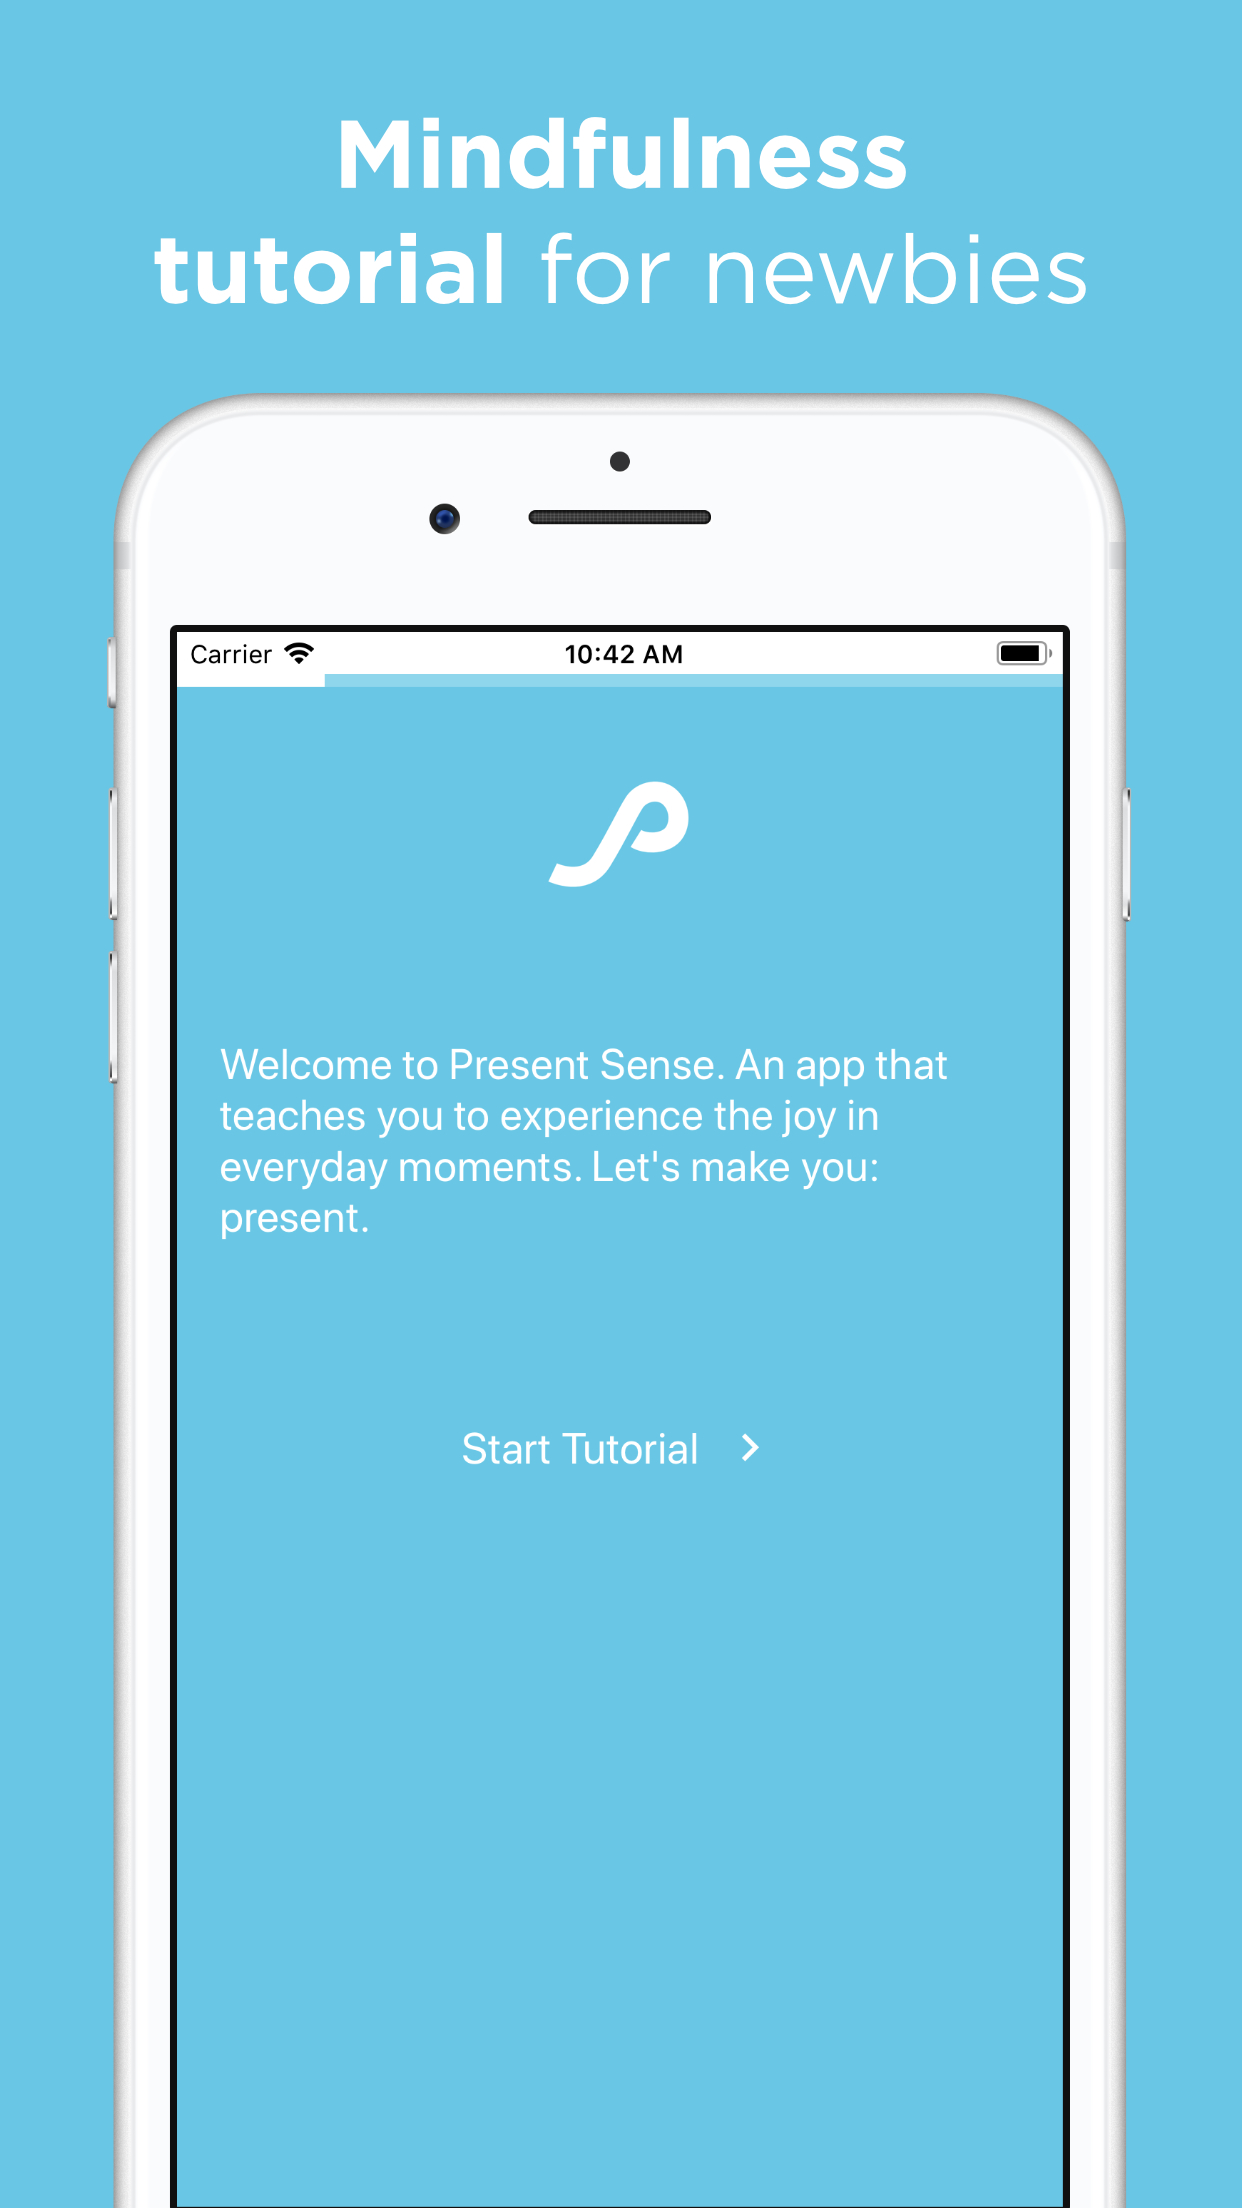 Mindfulness
tutorial for newbies
Carrier 10:42 AM
Welcome to Present Sense. An app that
teaches you to experience the joy in
everyday moments. Let's make you:
present.
Start Tutorial